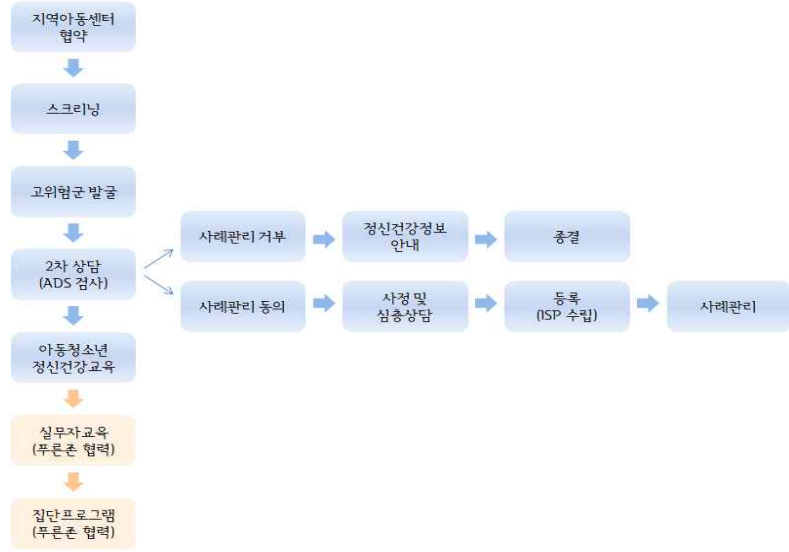 지역아동센터
협약
스크리닝
고위험군 발굴
2차 상담
(ADS 검사)
사례관리 거부
정신건강정보
안내
종결
사례관리 동의
사정 및
심층상담
등록
(ISP 수립)
사례관리
아동청소년
정신건강교육
실무자교육
(푸른존 협력)
집단프로그램
(푸른존 협력)